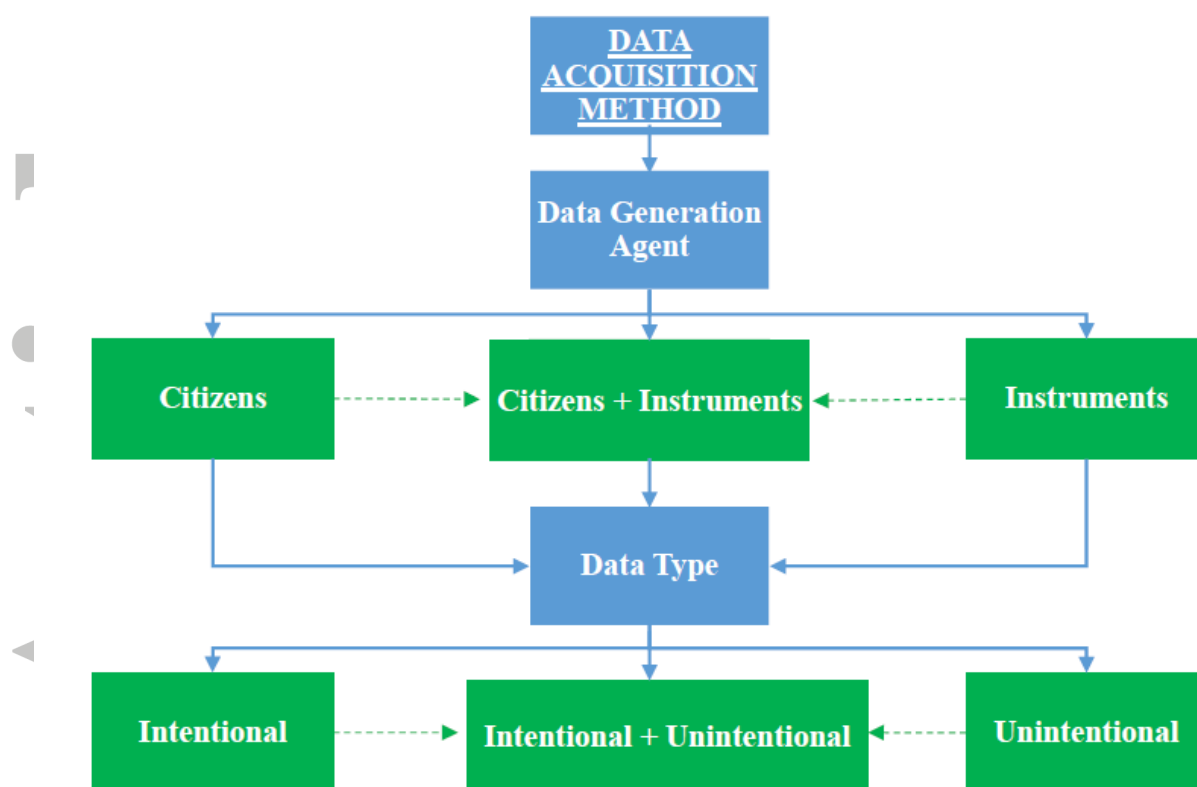 DATA
ACQUISITION
METHOD
Data Generation
Agent
Citizens
Citizens + Instruments
Instruments
Data Type
Intentional
Intentional + Unintentional
Unintentional